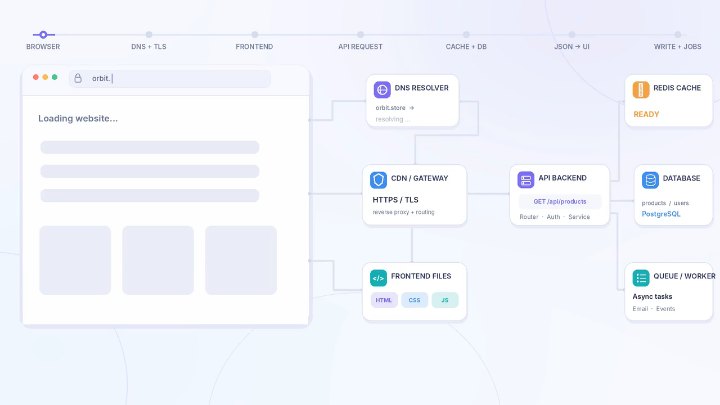 BROWSER
DNS + TLS
FRONTEND
API REQUEST
CACHE + DB
JSON → UI
WRITE + JOBS
orbit.|
Loading website...
DNS RESOLVER
orbit.store →
resolving...
CDN / GATEWAY
HTTPS / TLS
reverse proxy + routing
FRONTEND FILES
</>
HTML
CSS
JS
API BACKEND
GET /api/products
Router · Auth · Service
REDIS CACHE
READY
DATABASE
products / users
PostgreSQL
QUEUE / WORKER
Async tasks
Email · Events